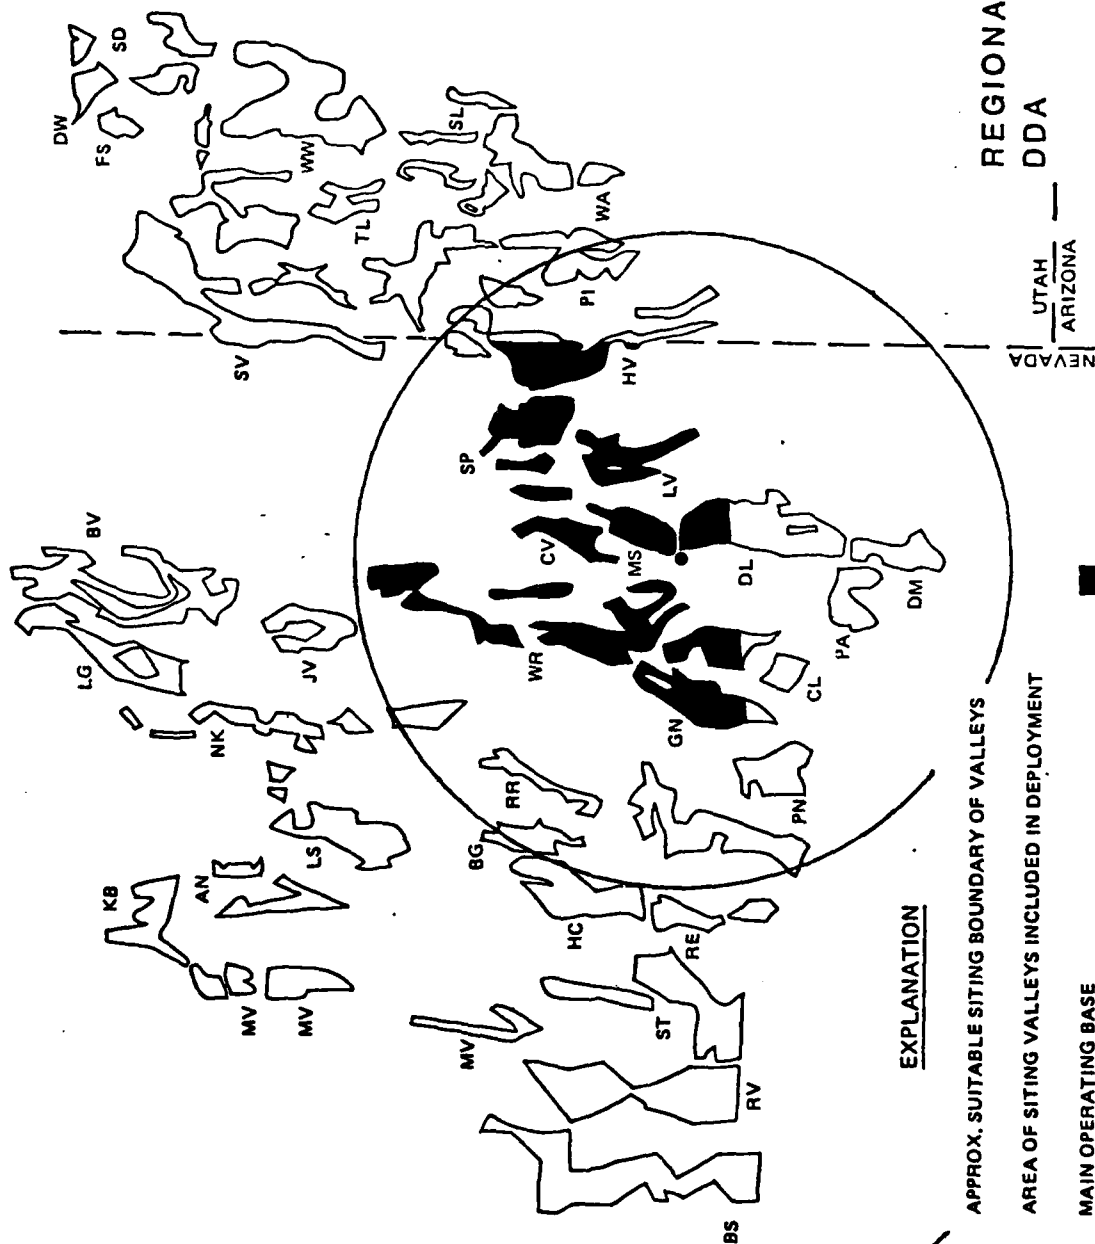 DW
SD
FS
WW
SL
TL
WA
SV
PI
HV
BV
SP
LV
CV
MS
DL
LG
JV
WR
PA
DM
NK
GN
CL
RR
PN
BG
LS
AN
KB
HC
RE
MV
MV
MV
ST
RV
BS
REGIONA
DDA
UTAH
ARIZONA
NEVADA
EXPLANATION
APPROX. SUITABLE SITING BOUNDARY OF VALLEYS
AREA OF SITING VALLEYS INCLUDED IN DEPLOYMENT
MAIN OPERATING BASE